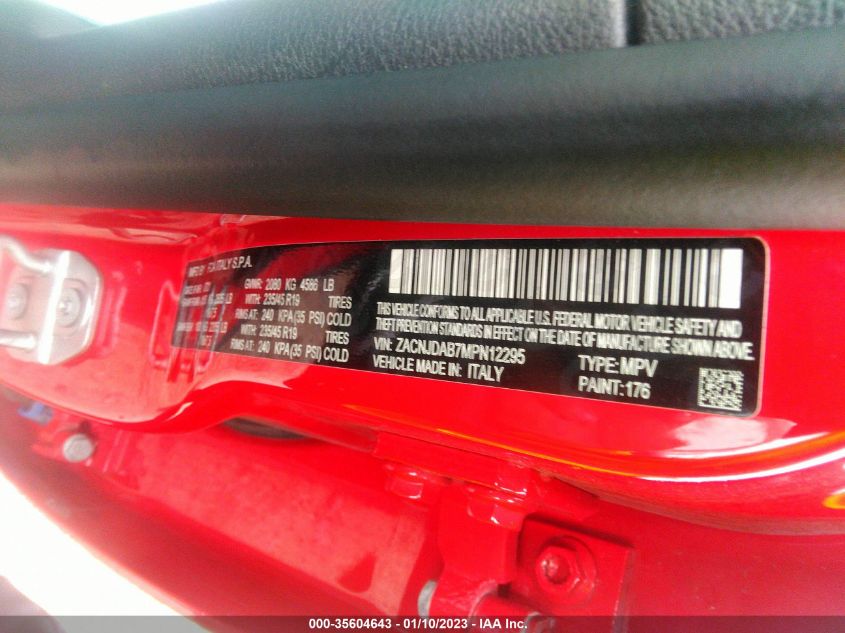 MFD BY: FCA ITALY S.P.A.
GVWR: 2080 KG 4586 LB
WITH: 235/45 R19 TIRES
RIMS AT: 240 KPA(35 PSI) COLD
WITH: 235/45 R19 TIRES
RIMS AT: 240 KPA(35 PSI) COLD
THIS VEHICLE CONFORMS TO ALL APPLICABLE U.S. FEDERAL MOTOR VEHICLE SAFETY AND
THEFT PREVENTION STANDARDS IN EFFECT ON THE DATE OF MANUFACTURE SHOWN ABOVE.
VIN: ZACNJDAB7MPN12295 TYPE: MPV
VEHICLE MADE IN: ITALY PAINT: 176
000-35604643 — 01/10/2023 — IAA Inc.